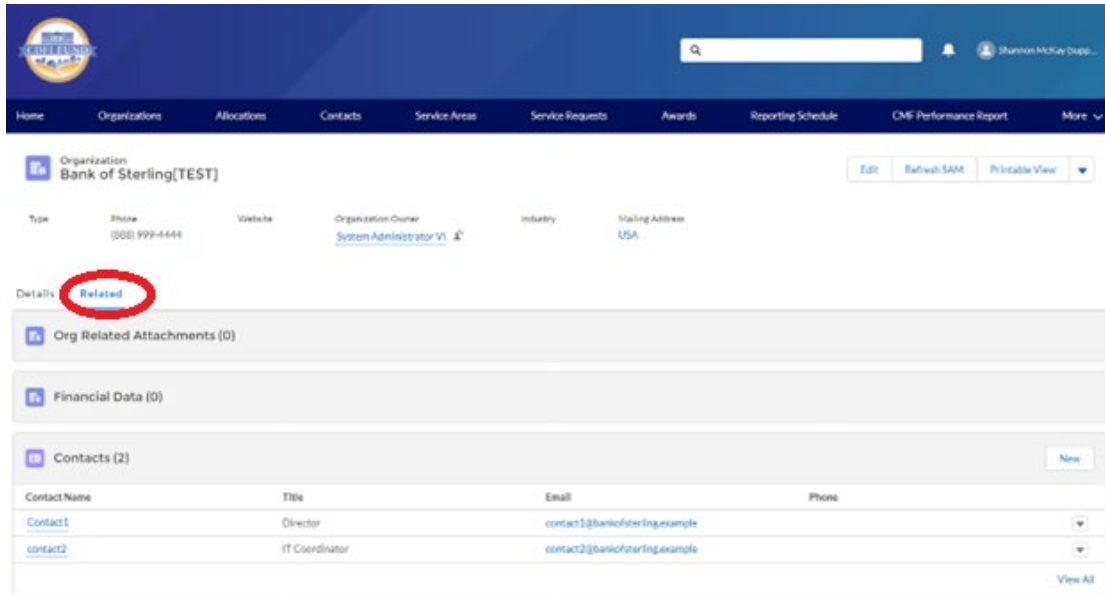 CDFI FUND
Shannon McKay (supp...
Home Organizations Allocations Contacts Service Areas Service Requests Awards Reporting Schedule CMF Performance Report More
Organization
Bank of Sterling[TEST]
Edit Refresh SAM Printable View
Type Phone Website Organization Owner Industry Mailing Address
(888) 999-4444 System Administrator VI USA
Details Related
Org Related Attachments (0)
Financial Data (0)
Contacts (2) New
Contact Name Title Email Phone
Contact1 Director contact1@bankofsterling.example
contact2 IT Coordinator contact2@bankofsterling.example
View All